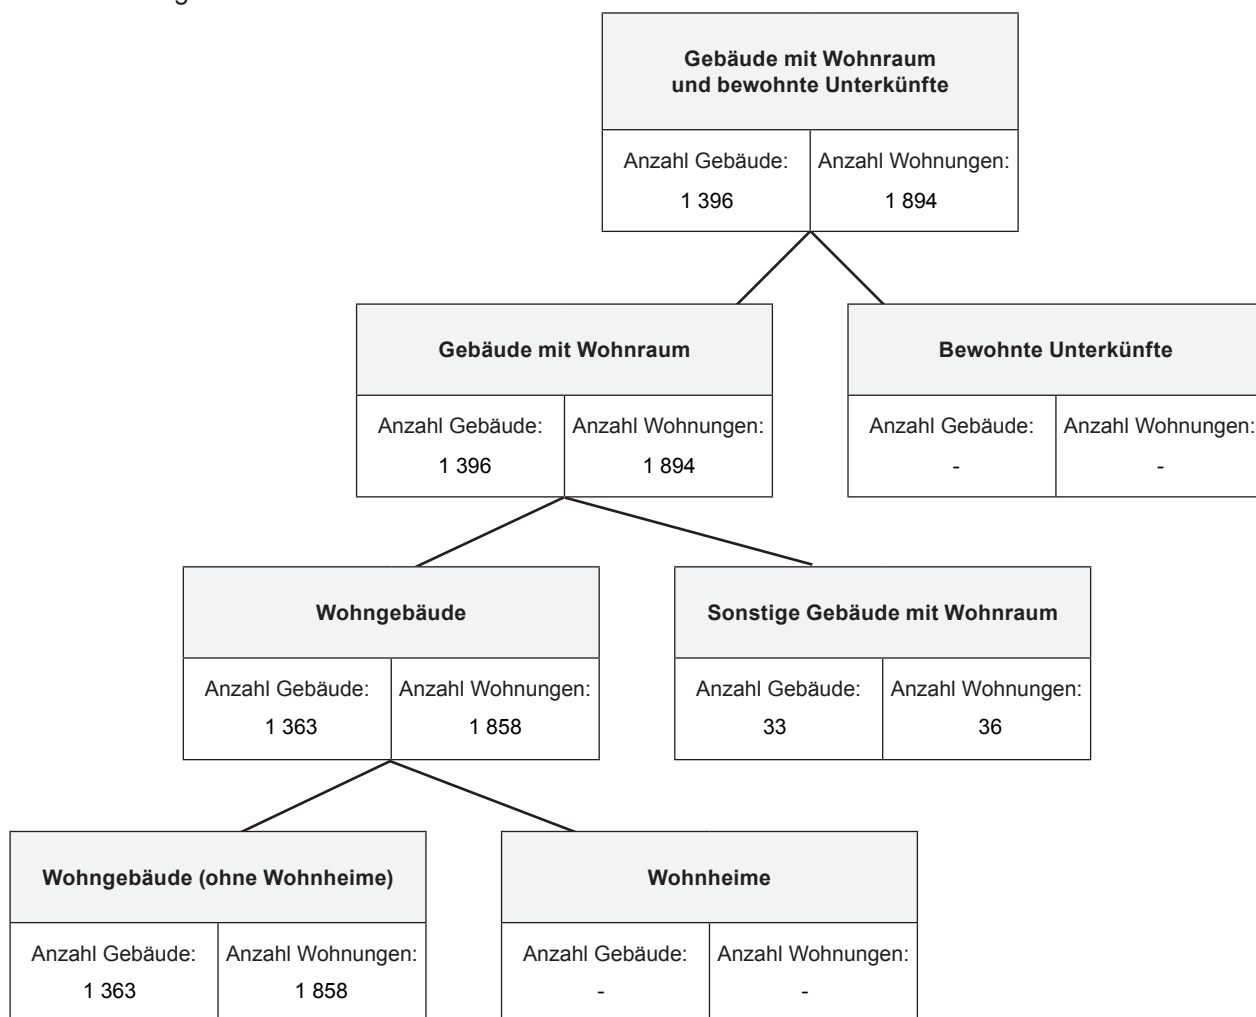 Gebäude mit Wohnraum
und bewohnte Unterkünfte
Anzahl Gebäude: Anzahl Wohnungen:
1 396 1 894
Gebäude mit Wohnraum
Anzahl Gebäude: Anzahl Wohnungen:
1 396 1 894
Bewohnte Unterkünfte
Anzahl Gebäude: Anzahl Wohnungen:
- -
Wohngebäude
Anzahl Gebäude: Anzahl Wohnungen:
1 363 1 858
Sonstige Gebäude mit Wohnraum
Anzahl Gebäude: Anzahl Wohnungen:
33 36
Wohngebäude (ohne Wohnheime)
Anzahl Gebäude: Anzahl Wohnungen:
1 363 1 858
Wohnheime
Anzahl Gebäude: Anzahl Wohnungen:
- -